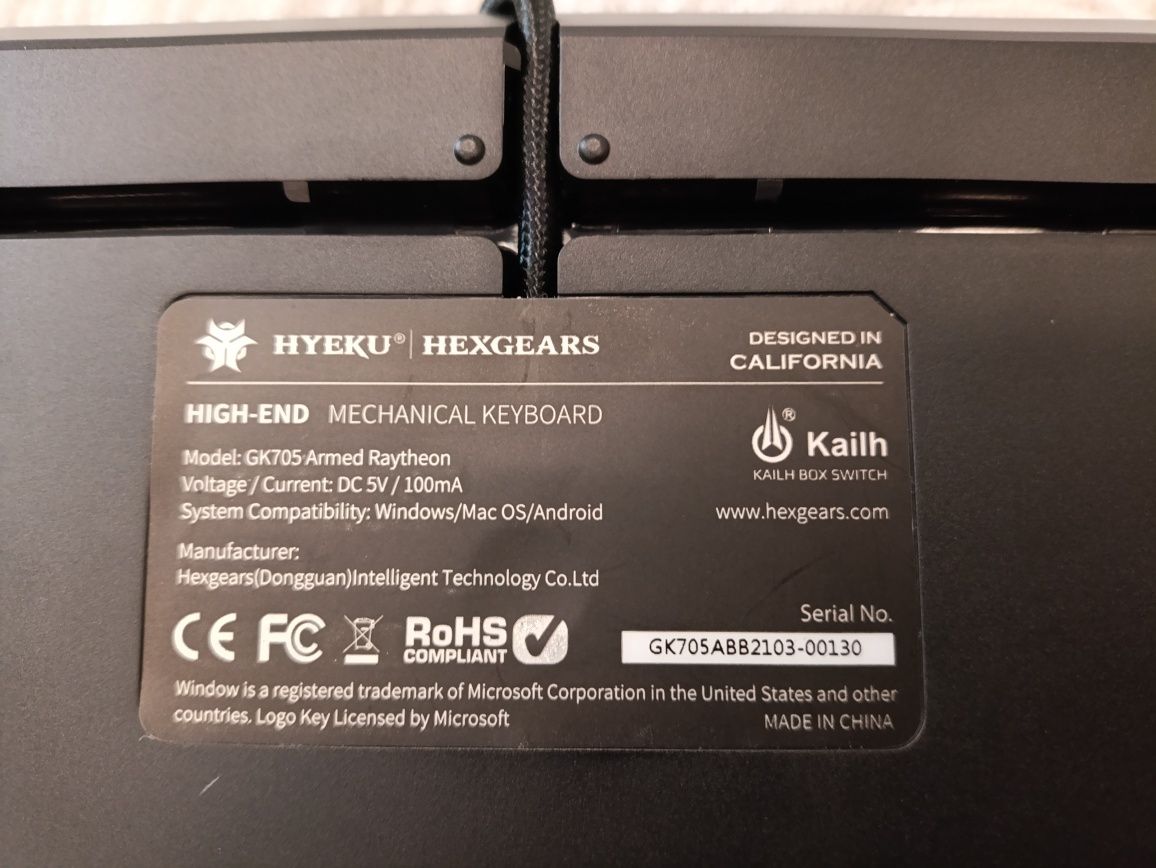 HYEKU® | HEXGEARS
DESIGNED IN
CALIFORNIA
HIGH-END MECHANICAL KEYBOARD
Model: GK705 Armed Raytheon
Voltage / Current: DC 5V / 100mA
System Compatibility: Windows/Mac OS/Android
® Kailh
KAILH BOX SWITCH
www.hexgears.com
Manufacturer:
Hexgears(Dongguan)Intelligent Technology Co.Ltd
CE FC RoHS
COMPLIANT
Serial No.
GK705ABB2103-00130
Window is a registered trademark of Microsoft Corporation in the United States and other
countries. Logo Key Licensed by Microsoft
MADE IN CHINA